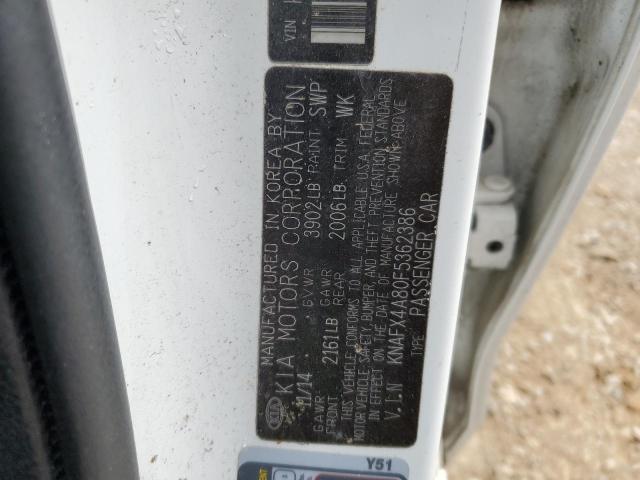 VIN
MANUFACTURED IN KOREA BY
KIA MOTORS CORPORATION
11/14 GVWR 3902LB PAINT SWP
GAWR FRONT 2161LB GAWR REAR 2006LB TRIM WK
THIS VEHICLE CONFORMS TO ALL APPLICABLE U.S.A. FEDERAL
MOTOR VEHICLE SAFETY, BUMPER, AND THEFT PREVENTION STANDARDS
IN EFFECT ON THE DATE OF MANUFACTURE SHOWN ABOVE
V.I.N KNAFX4A80F5362386
TYPE PASSENGER CAR
KIA
Y51